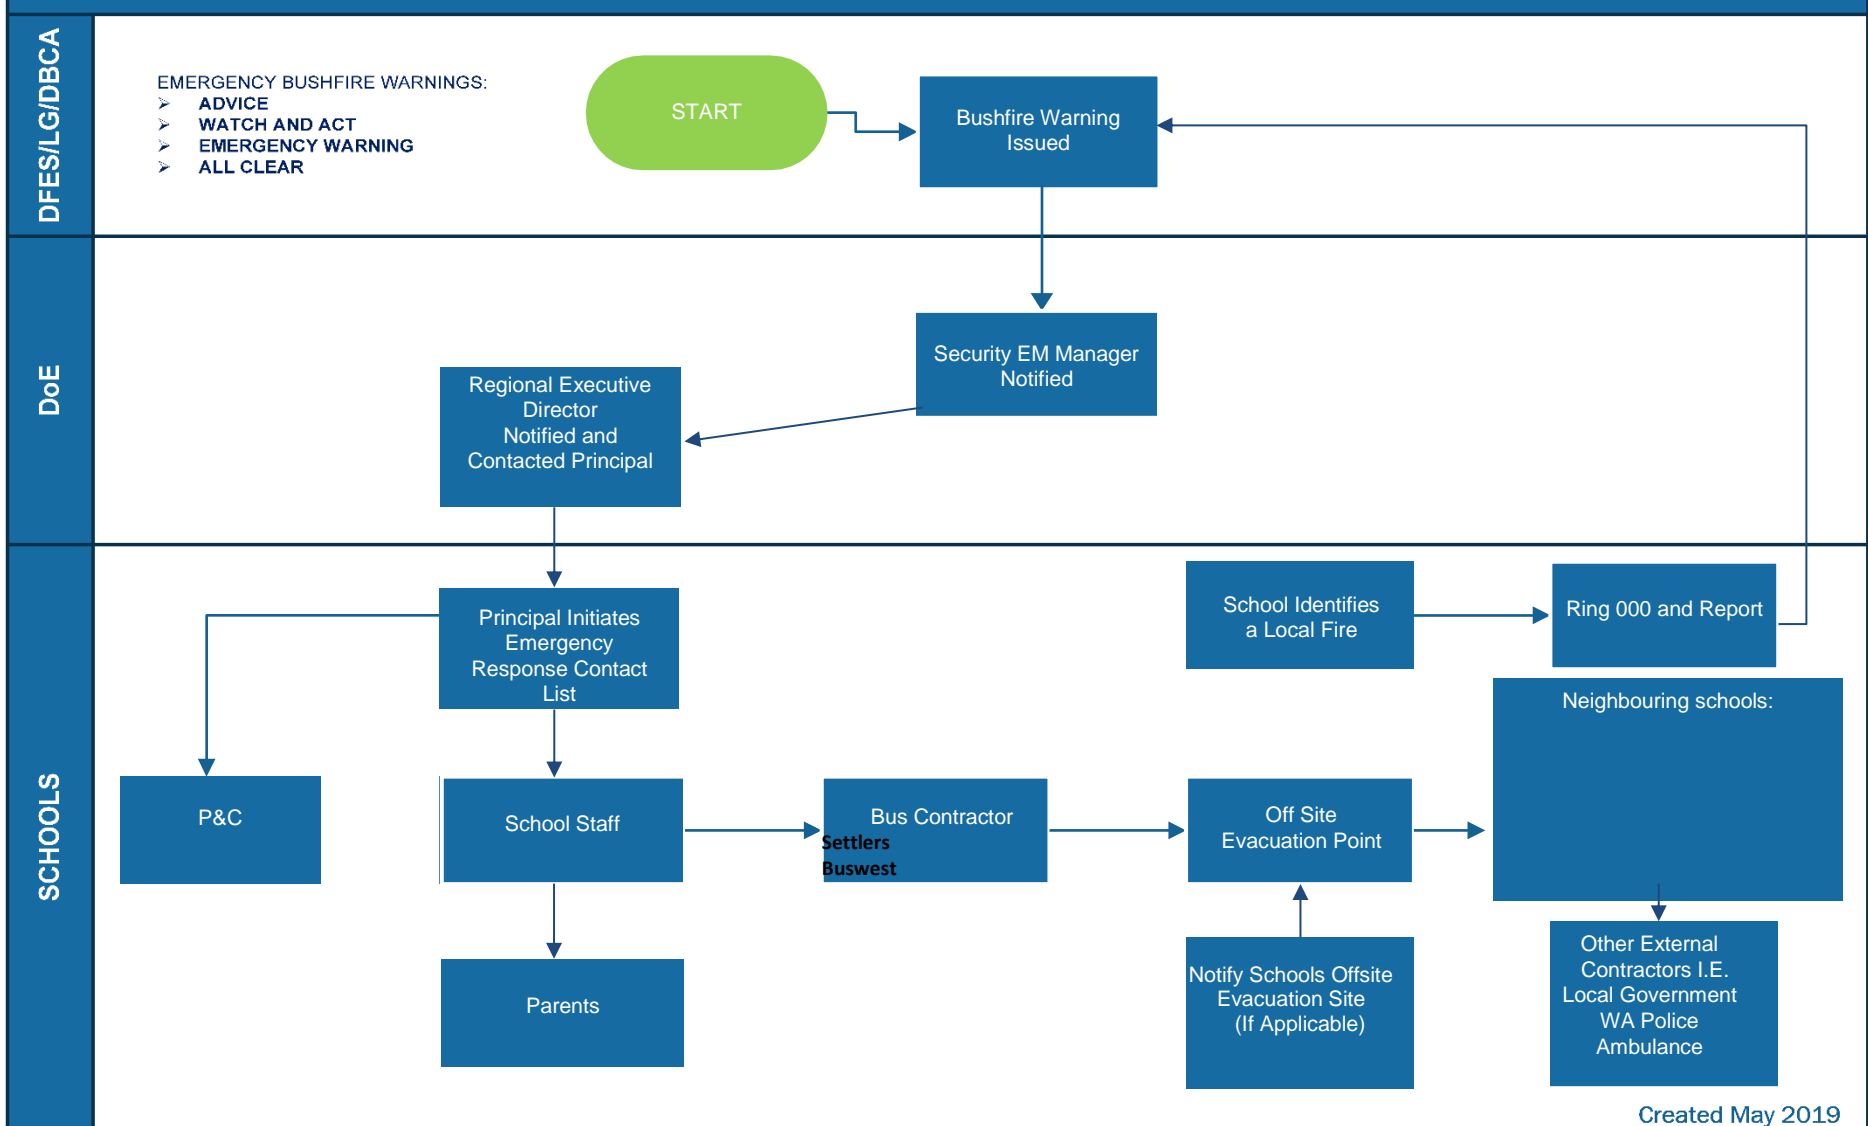 DFES/LG/DBCA
EMERGENCY BUSHFIRE WARNINGS:
➢ ADVICE
➢ WATCH AND ACT
➢ EMERGENCY WARNING
➢ ALL CLEAR
START
Bushfire Warning
Issued
DoE
Security EM Manager
Notified
Regional Executive
Director
Notified and
Contacted Principal
SCHOOLS
Principal Initiates
Emergency
Response Contact
List
School Identifies
a Local Fire
Ring 000 and Report
Neighbouring schools:
P&C
School Staff
Bus Contractor
Settlers
Buswest
Off Site
Evacuation Point
Parents
Notify Schools Offsite
Evacuation Site
(If Applicable)
Other External
Contractors I.E.
Local Government
WA Police
Ambulance
Created May 2019